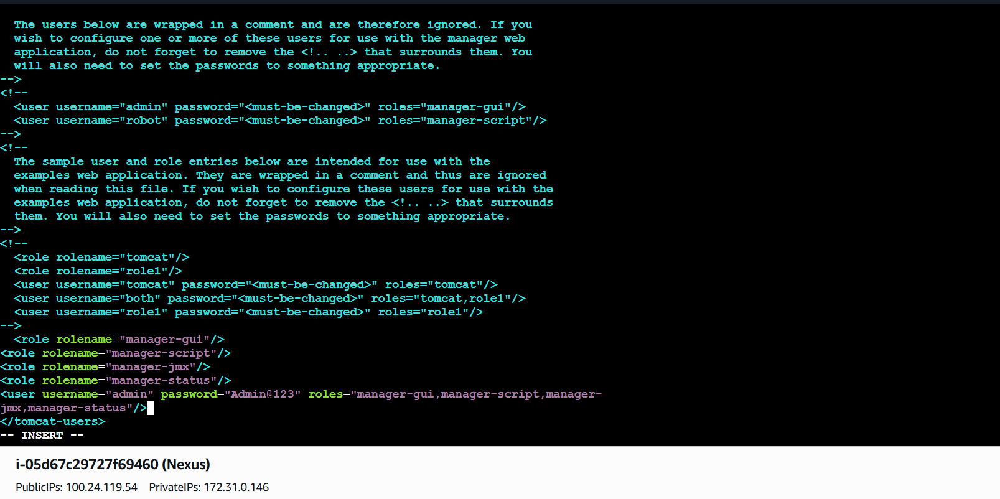 The users below are wrapped in a comment and are therefore ignored. If you
wish to configure one or more of these users for use with the manager web
application, do not forget to remove the <!.. ..> that surrounds them. You
will also need to set the passwords to something appropriate.
-->
<!--
<user username="admin" password="<must-be-changed>" roles="manager-gui"/>
<user username="robot" password="<must-be-changed>" roles="manager-script"/>
-->
<!--
The sample user and role entries below are intended for use with the
examples web application. They are wrapped in a comment and thus are ignored
when reading this file. If you wish to configure these users for use with the
examples web application, do not forget to remove the <!.. ..> that surrounds
them. You will also need to set the passwords to something appropriate.
-->
<!--
<role rolename="tomcat"/>
<role rolename="role1"/>
<user username="tomcat" password="<must-be-changed>" roles="tomcat"/>
<user username="both" password="<must-be-changed>" roles="tomcat,role1"/>
<user username="role1" password="<must-be-changed>" roles="role1"/>
-->
<role rolename="manager-gui"/>
<role rolename="manager-script"/>
<role rolename="manager-jmx"/>
<role rolename="manager-status"/>
<user username="admin" password="Admin@123" roles="manager-gui,manager-script,manager-
jmx,manager-status"/>
</tomcat-users>
-- INSERT --
i-05d67c29727f69460 (Nexus)
PublicIPs: 100.24.119.54 PrivateIPs: 172.31.0.146